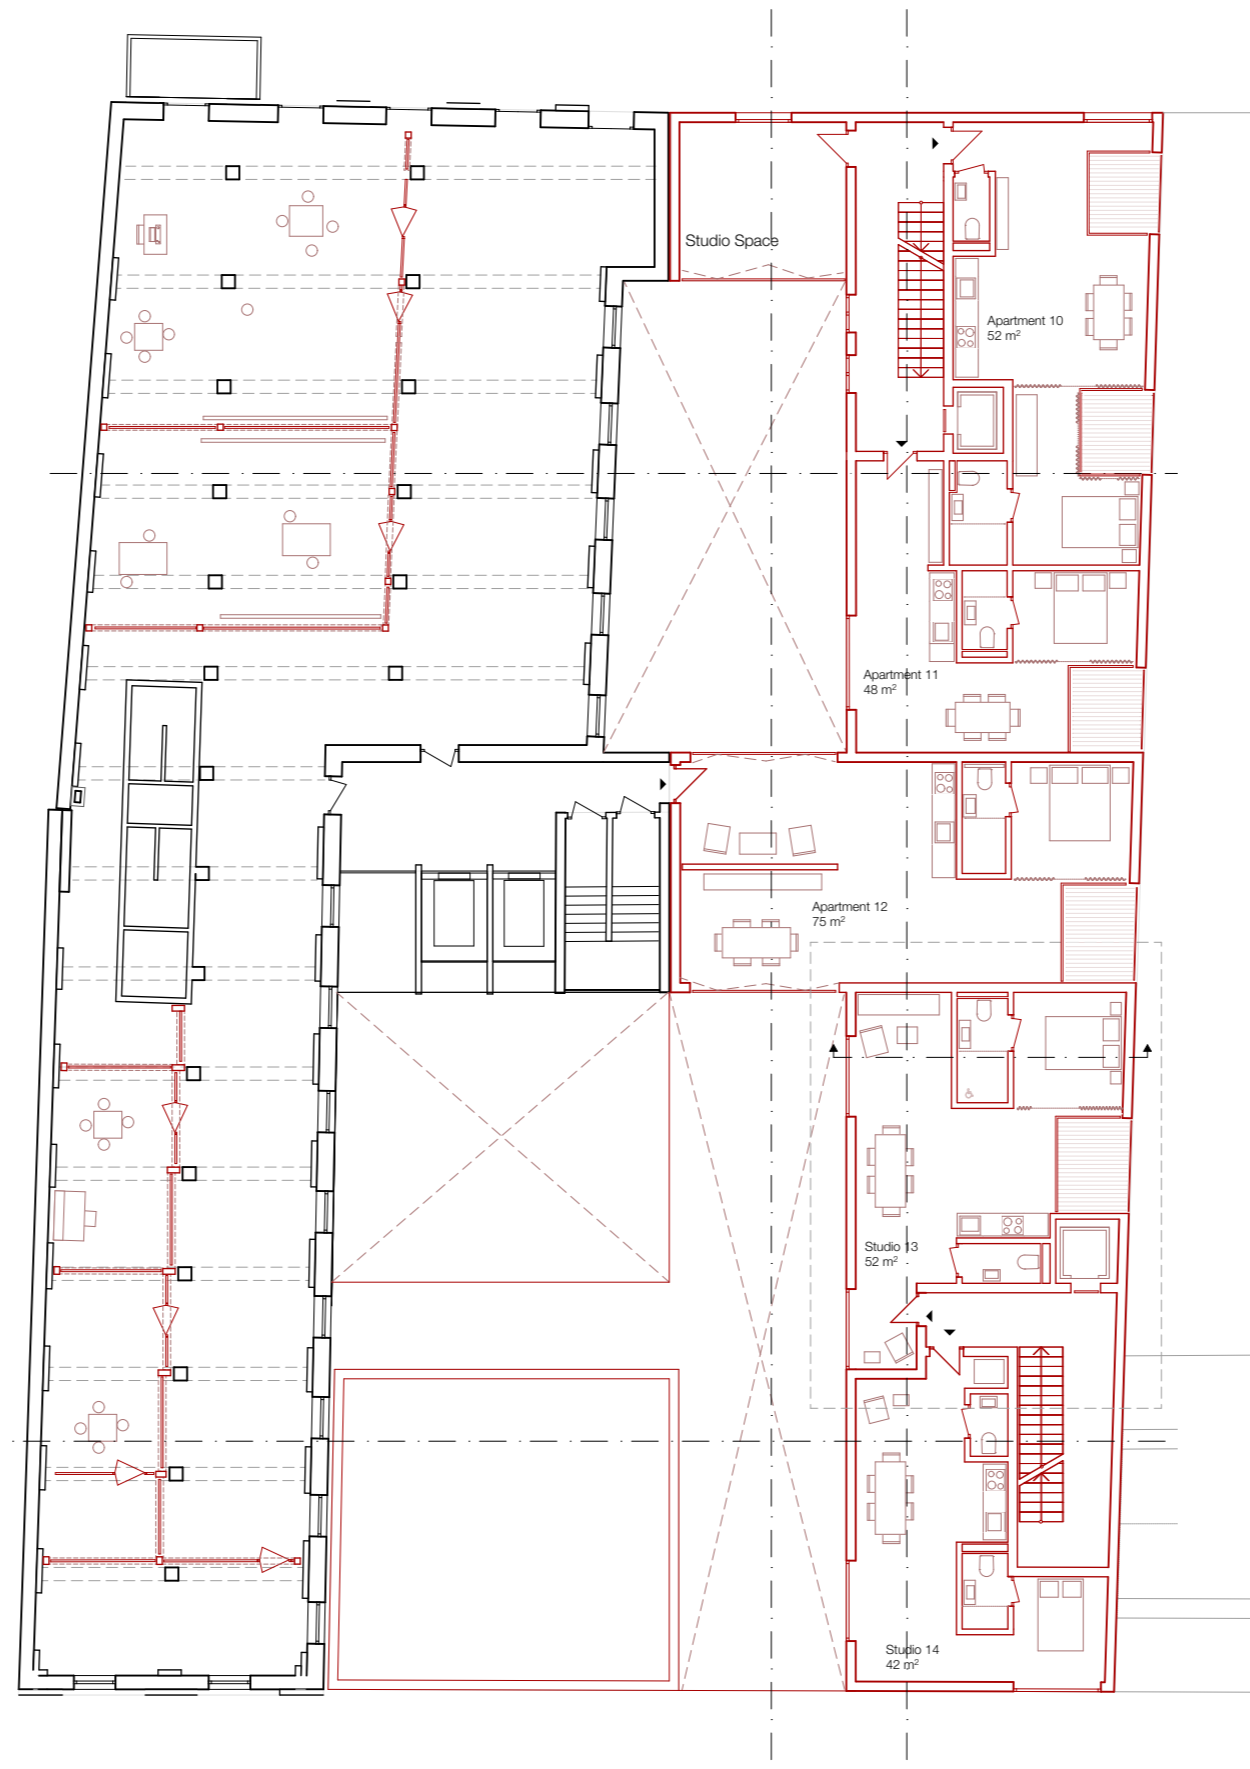 Studio Space
Apartment 10
52 m²
Apartment 11
48 m²
Apartment 12
75 m²
Studio 13
52 m²
Studio 14
42 m²